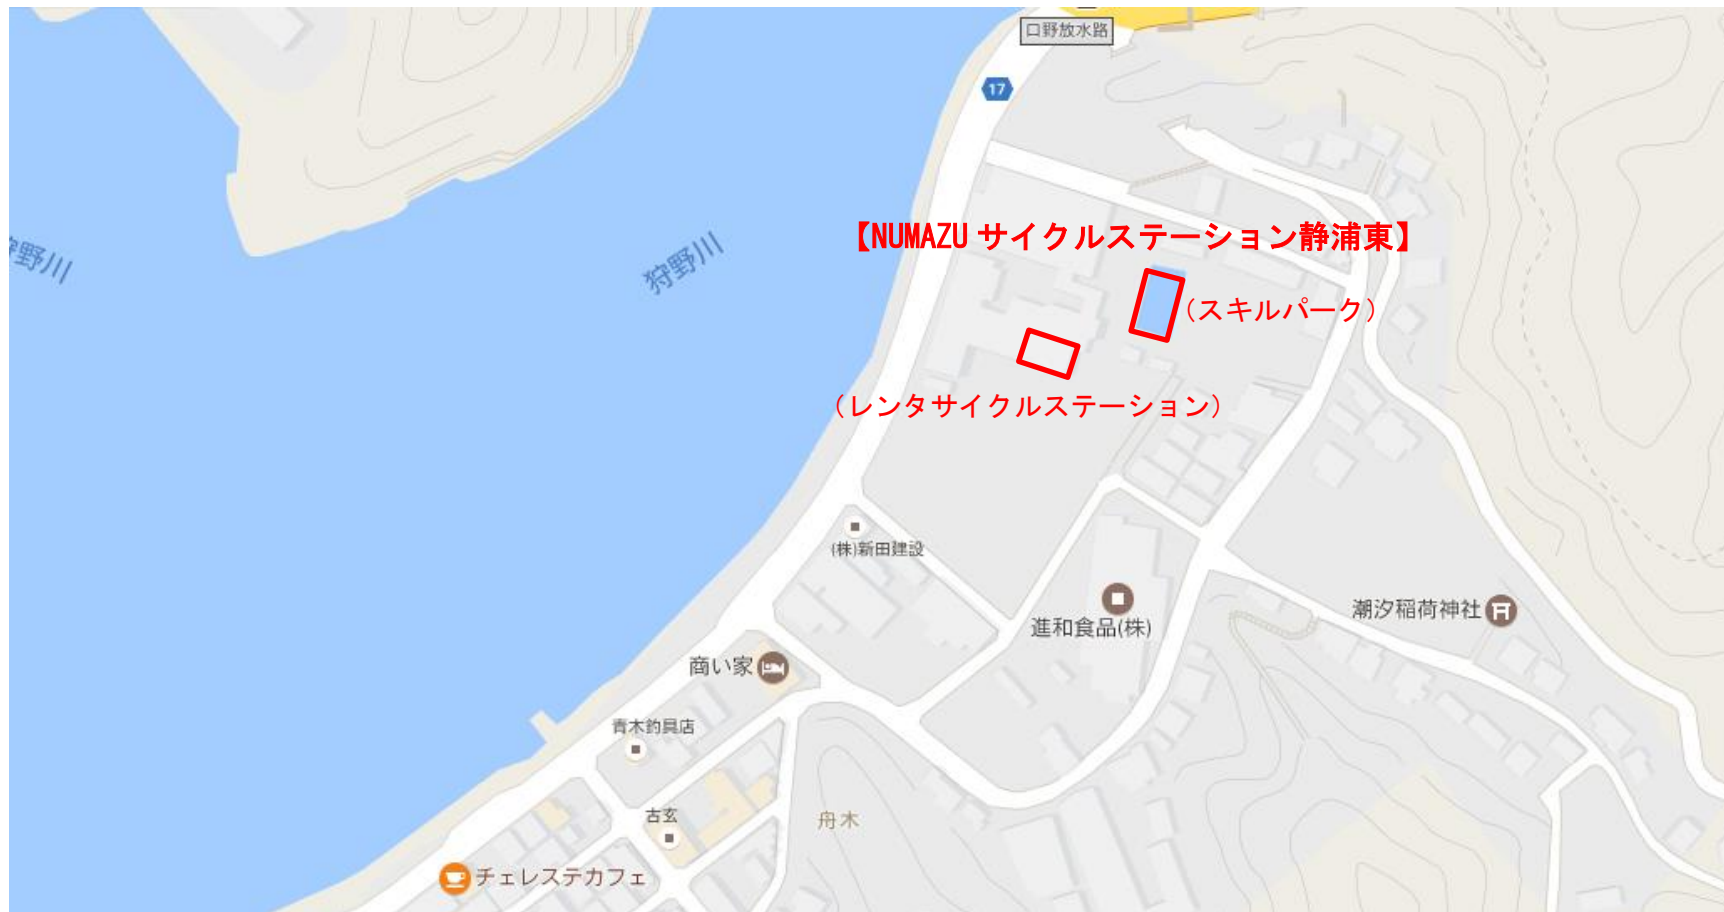 口野放水路
17
狩野川
野川
【NUMAZU サイクルステーション静浦東】
(スキルパーク)
(レンタサイクルステーション)
(株)新田建設
進和食品(株)
潮汐稲荷神社
商い家
青木釣具店
古玄
舟木
チェレステカフェ